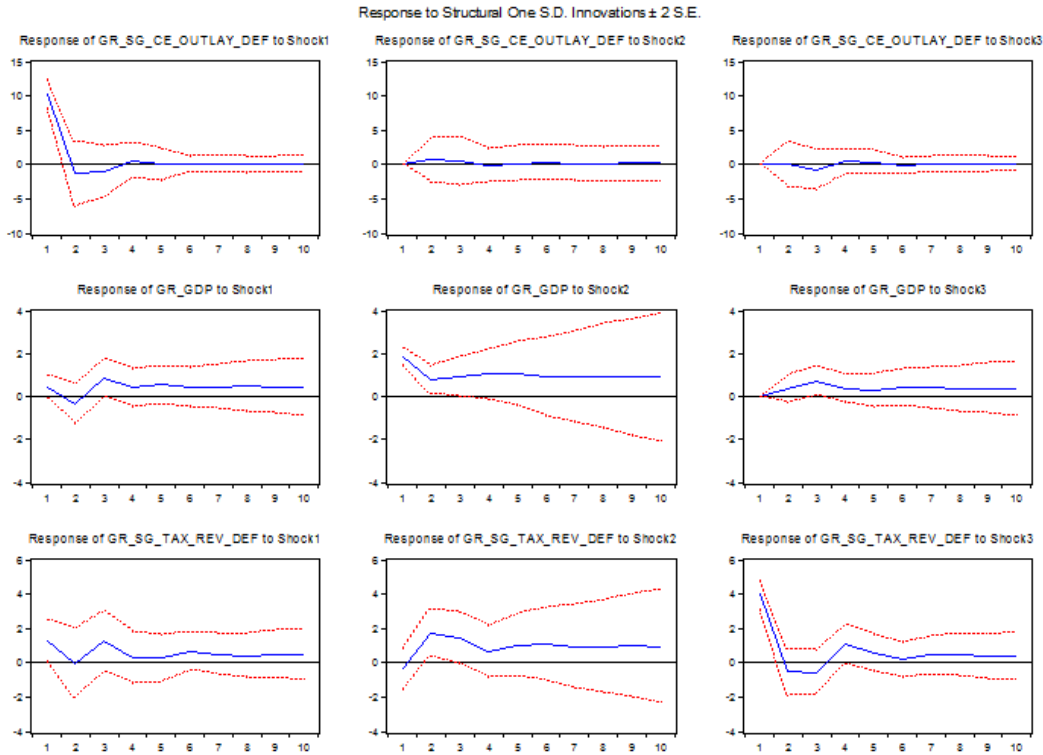 Response to Structural One S.D. Innovations ± 2 S.E.
Response of GR_SG_CE_OUTLAY_DEF to Shock1
15
10
5
0
-5
-10
1 2 3 4 5 6 7 8 9 10
Response of GR_SG_CE_OUTLAY_DEF to Shock2
15
10
5
0
-5
-10
1 2 3 4 5 6 7 8 9 10
Response of GR_SG_CE_OUTLAY_DEF to Shock3
15
10
5
0
-5
-10
1 2 3 4 5 6 7 8 9 10
Response of GR_GDP to Shock1
4
2
0
-2
-4
1 2 3 4 5 6 7 8 9 10
Response of GR_GDP to Shock2
4
2
0
-2
-4
1 2 3 4 5 6 7 8 9 10
Response of GR_GDP to Shock3
4
2
0
-2
-4
1 2 3 4 5 6 7 8 9 10
Response of GR_SG_TAX_REV_DEF to Shock1
6
4
2
0
-2
-4
1 2 3 4 5 6 7 8 9 10
Response of GR_SG_TAX_REV_DEF to Shock2
6
4
2
0
-2
-4
1 2 3 4 5 6 7 8 9 10
Response of GR_SG_TAX_REV_DEF to Shock3
6
4
2
0
-2
-4
1 2 3 4 5 6 7 8 9 10